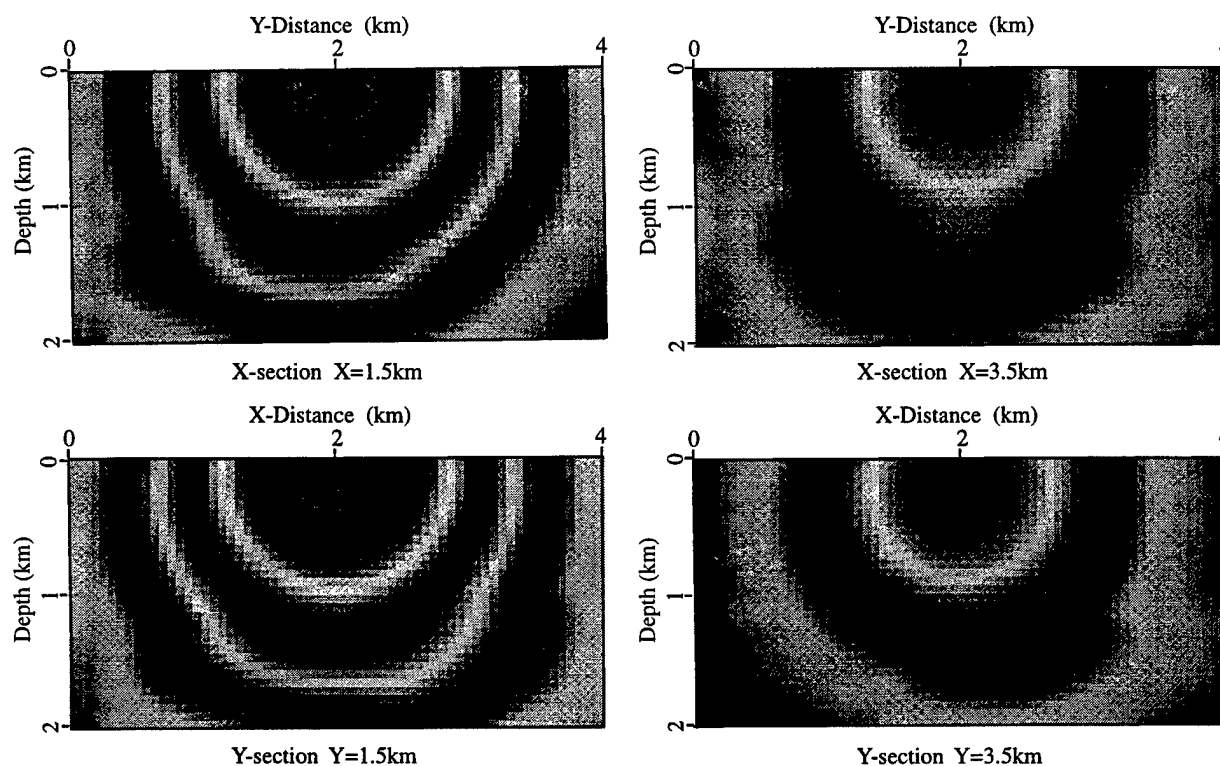 Y-Distance (km)
0 2 4
Depth (km)
0
1
2
X-section X=1.5km
Y-Distance (km)
0 2 4
Depth (km)
0
1
2
X-section X=3.5km
X-Distance (km)
0 2 4
Depth (km)
0
1
2
Y-section Y=1.5km
X-Distance (km)
0 2 4
Depth (km)
0
1
2
Y-section Y=3.5km